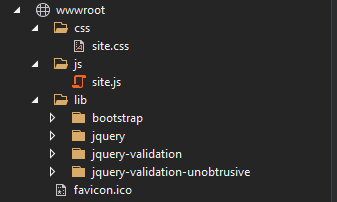 wwwroot
css
site.css
js
site.js
lib
bootstrap
jquery
jquery-validation
jquery-validation-unobtrusive
favicon.ico